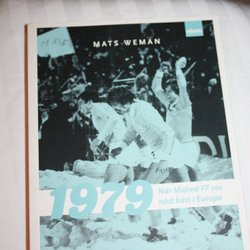 MATS WEMAN
1979
När Malmö FF var
näst bäst i Europa